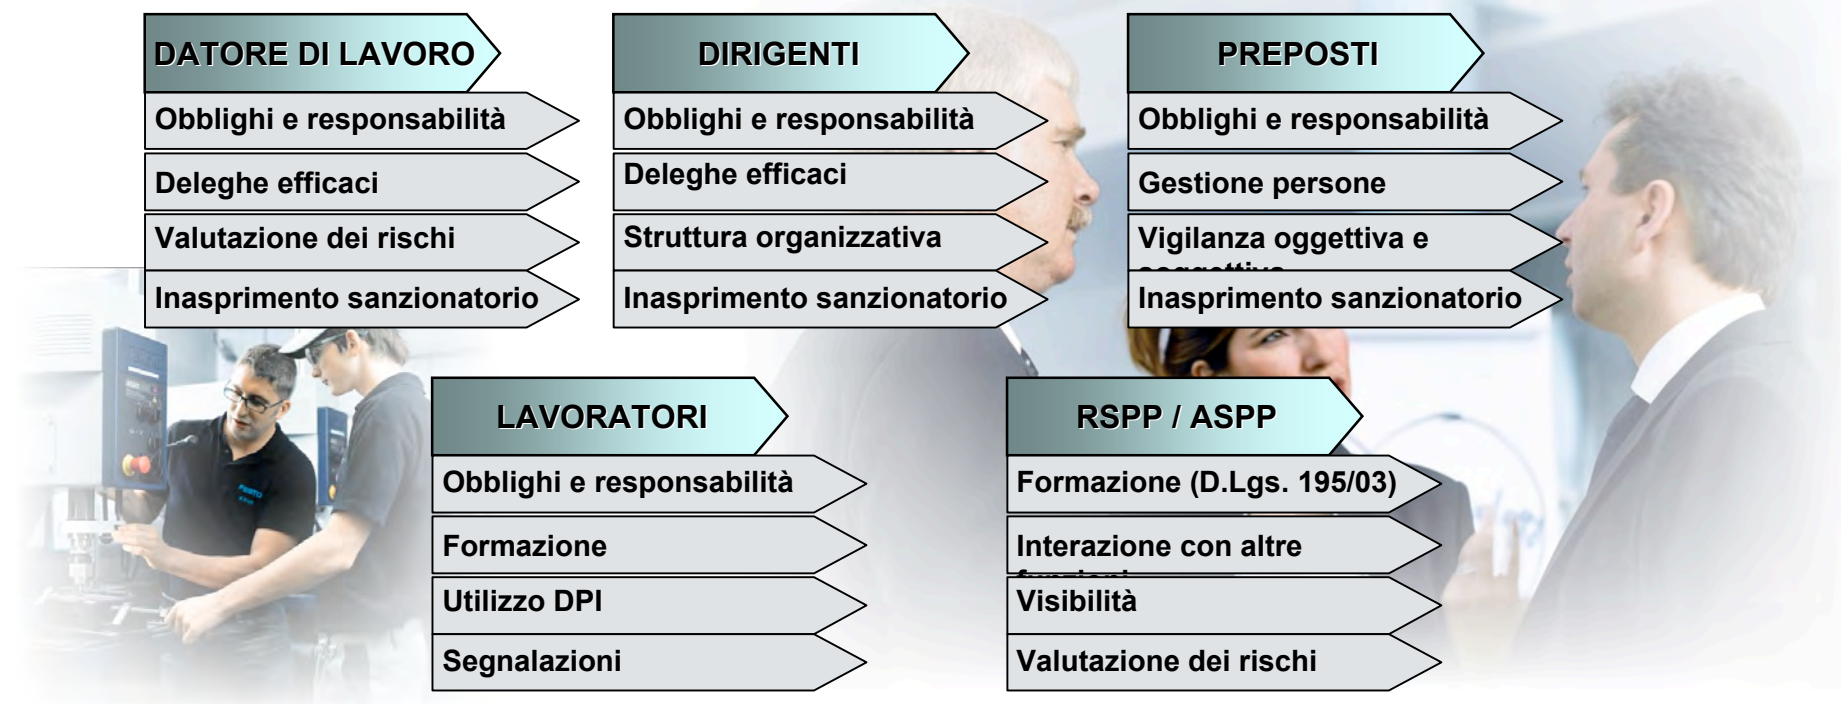 DATORE DI LAVORO
Obblighi e responsabilità
Deleghe efficaci
Valutazione dei rischi
Inasprimento sanzionatorio
DIRIGENTI
Obblighi e responsabilità
Deleghe efficaci
Struttura organizzativa
Inasprimento sanzionatorio
PREPOSTI
Obblighi e responsabilità
Gestione persone
Vigilanza oggettiva e
Inasprimento sanzionatorio
LAVORATORI
Obblighi e responsabilità
Formazione
Utilizzo DPI
Segnalazioni
RSPP / ASPP
Formazione (D.Lgs. 195/03)
Interazione con altre
Visibilità
Valutazione dei rischi
FESTO